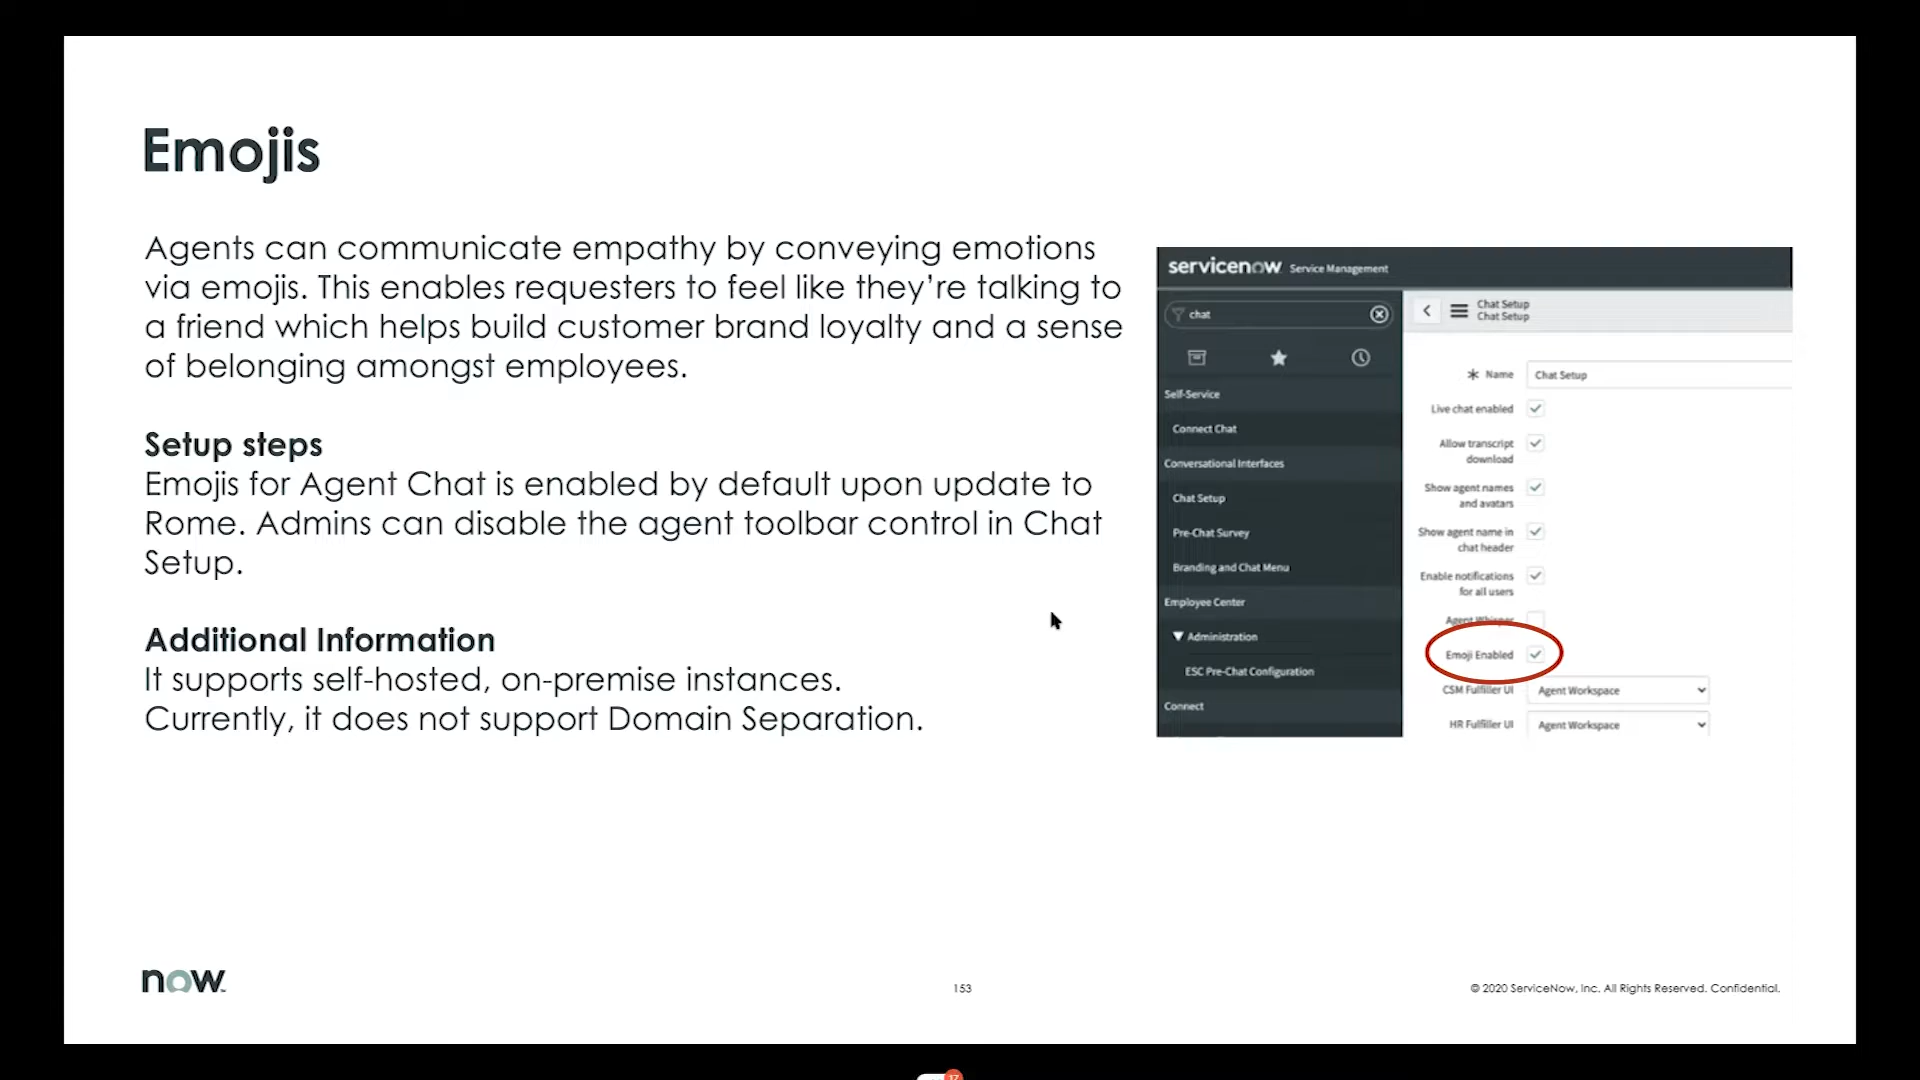 Emojis
Agents can communicate empathy by conveying emotions
via emojis. This enables requesters to feel like they’re talking to
a friend which helps build customer brand loyalty and a sense
of belonging amongst employees.
Setup steps
Emojis for Agent Chat is enabled by default upon update to
Rome. Admins can disable the agent toolbar control in Chat
Setup.
Additional Information
It supports self-hosted, on-premise instances.
Currently, it does not support Domain Separation.
servicenow Service Management
chat
Self-Service
Connect Chat
Conversational Interfaces
Chat Setup
Pre-Chat Survey
Branding and Chat Menu
Employee Center
Administration
ESC Pre-Chat Configuration
Connect
Chat Setup
Chat Setup
Name Chat Setup
Live chat enabled
Allow transcript
download
Show agent names
and avatars
Show agent name in
chat header
Enable notifications
for all users
Agent Whisper
Emoji Enabled
CSM Fulfiller UI Agent Workspace
HR Fulfiller UI Agent Workspace
now
153
© 2020 ServiceNow, Inc. All Rights Reserved. Confidential.
17